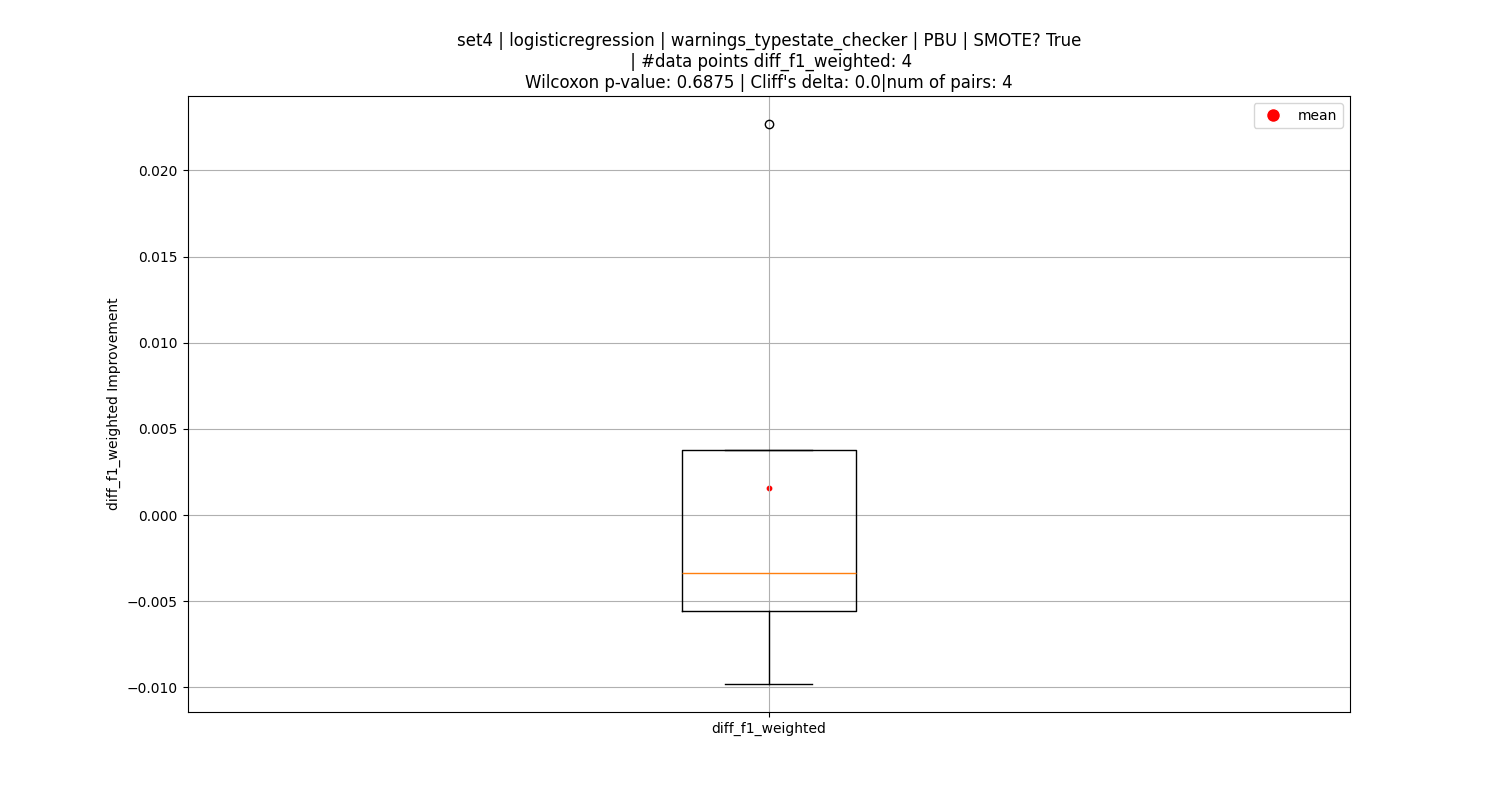 set4 | logisticregression | warnings_typestate_checker | PBU | SMOTE? True
| #data points diff_f1_weighted: 4
Wilcoxon p-value: 0.6875 | Cliff's delta: 0.0|num of pairs: 4
mean
0.020
0.015
0.010
0.005
0.000
−0.005
−0.010
diff_f1_weighted Improvement
diff_f1_weighted